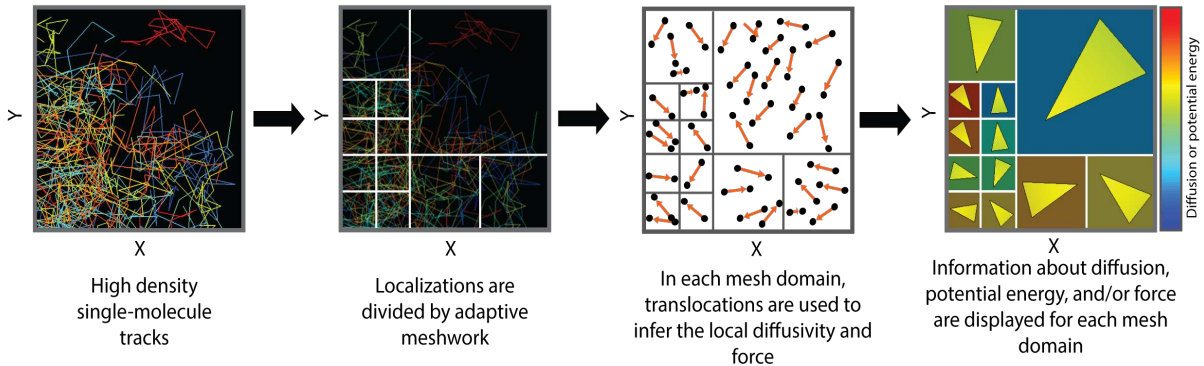 Y
X
High density
single-molecule
tracks
Y
X
Localizations are
divided by adaptive
meshwork
Y
X
In each mesh domain,
translocations are used to
infer the local diffusivity and
force
Y
X
Diffusion or potential energy
Information about diffusion,
potential energy, and/or force
are displayed for each mesh
domain